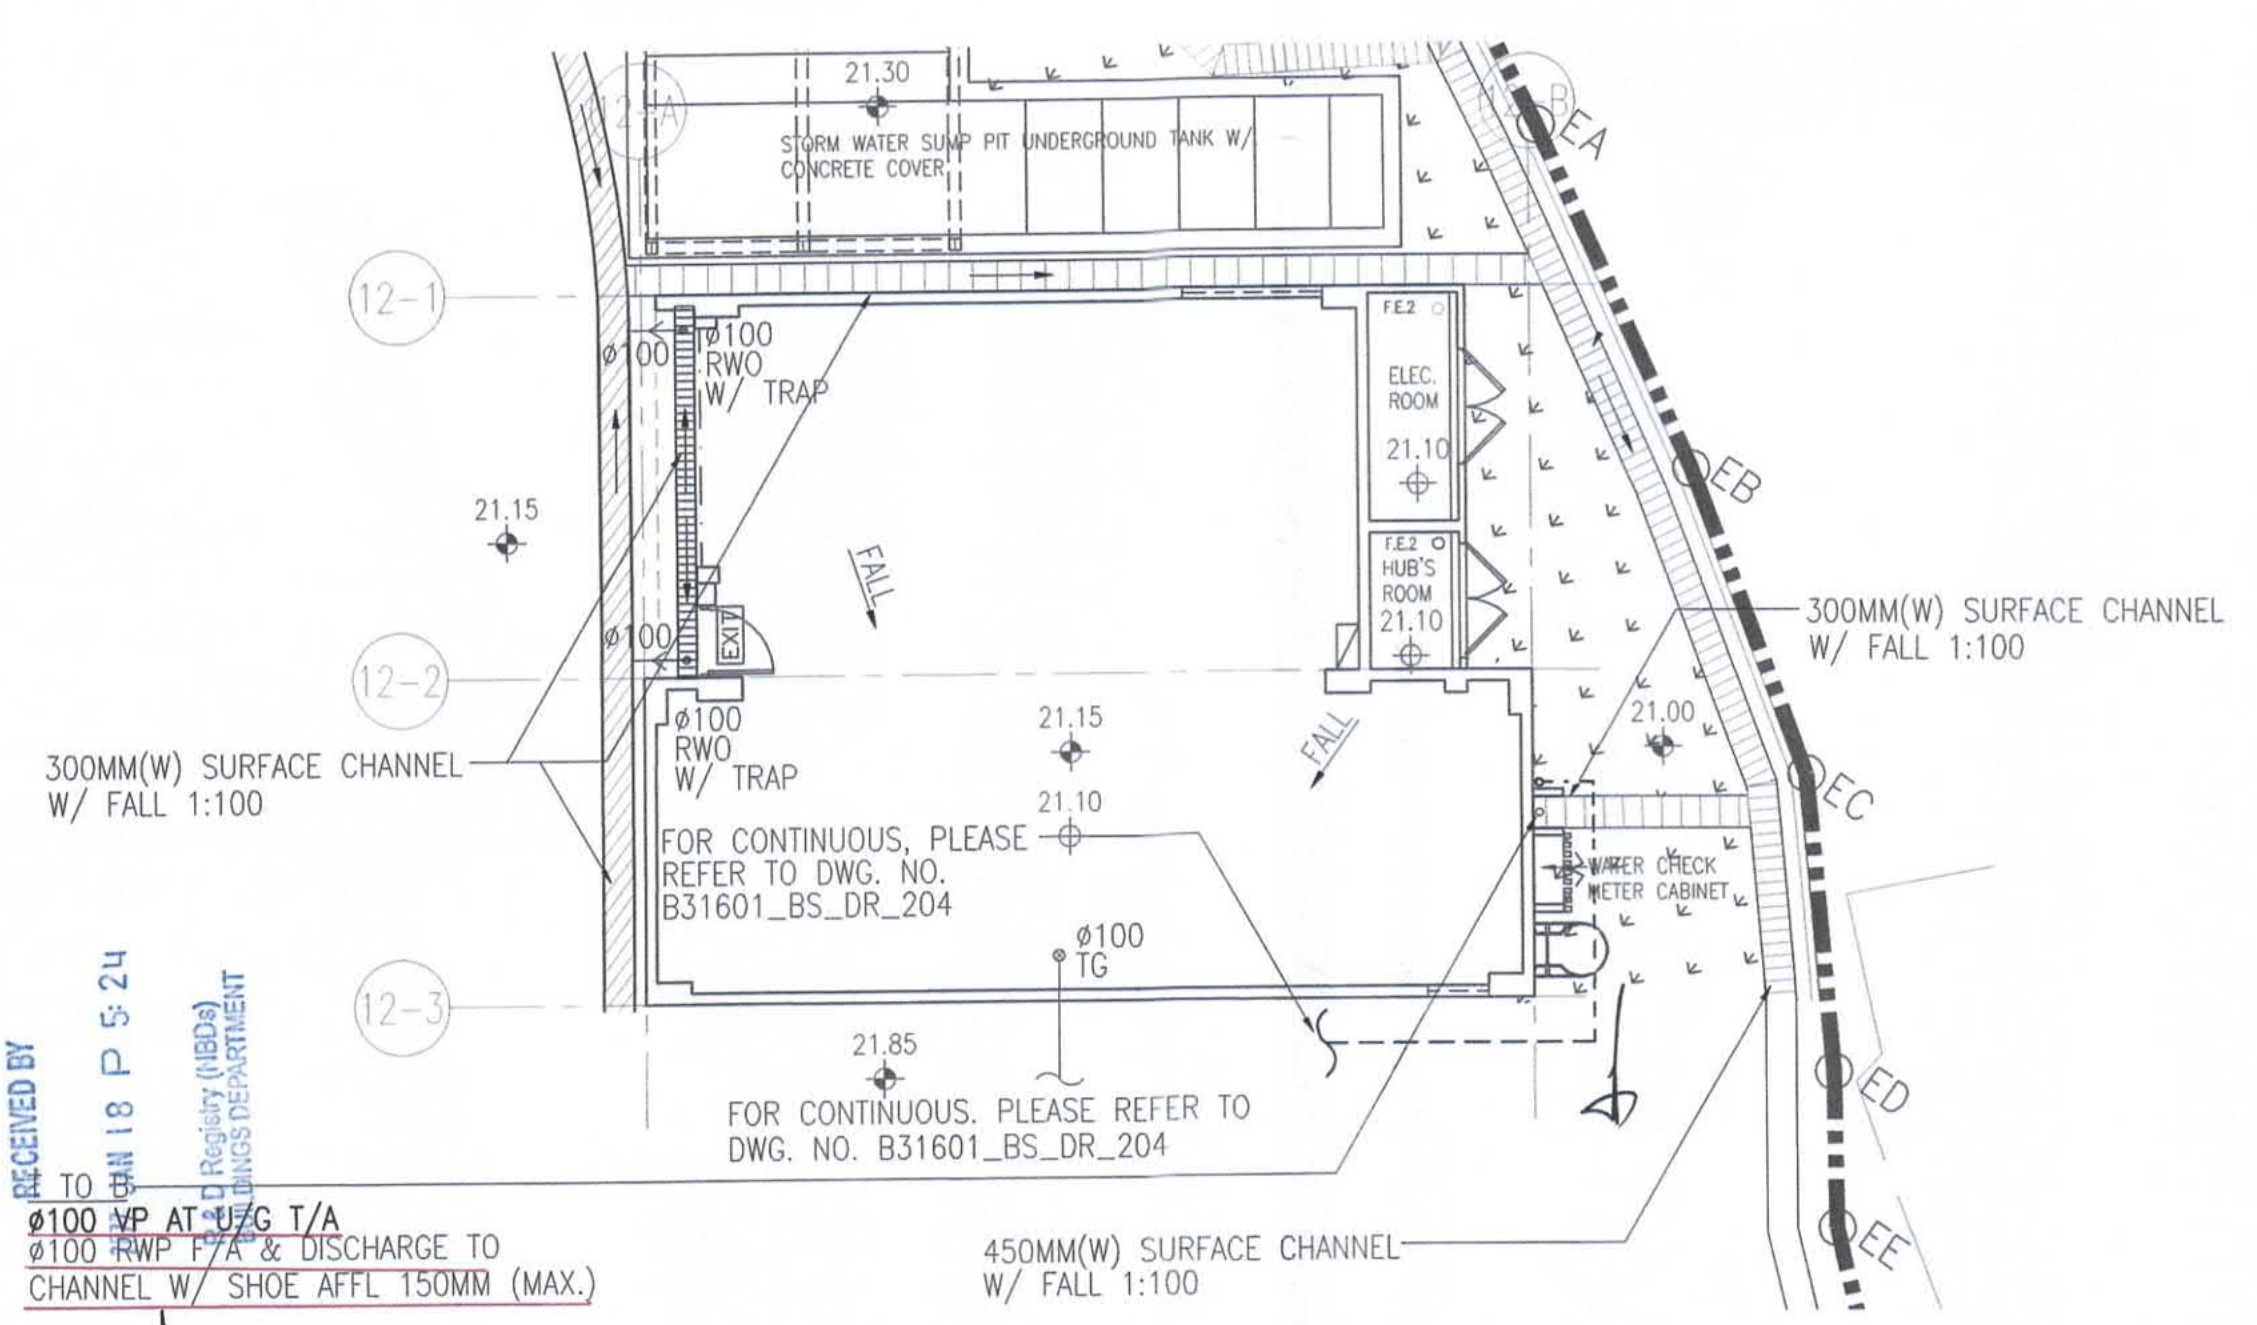 21.30
12-A
12-B
EA
STORM WATER SUMP PIT UNDERGROUND TANK W/
CONCRETE COVER
12-1
F.E.2
ø100
ø100
RWO
W/ TRAP
ELEC.
ROOM
21.10
EB
21.15
FALL
F.E.2
HUB'S
ROOM
21.10
300MM(W) SURFACE CHANNEL
W/ FALL 1:100
EXIT
ø100
12-2
ø100
RWO
W/ TRAP
21.15
FALL
21.00
300MM(W) SURFACE CHANNEL
W/ FALL 1:100
EC
21.10
FOR CONTINUOUS, PLEASE
REFER TO DWG. NO.
B31601_BS_DR_204
WATER CHECK
METER CABINET
ø100
TG
12-3
21.85
ED
FOR CONTINUOUS. PLEASE REFER TO
DWG. NO. B31601_BS_DR_204
RECEIVED BY
JAN 18 P 5:24
R & D Registry (NBDs)
BUILDINGS DEPARTMENT
TO B
ø100 VP AT U/G T/A
ø100 RWP F/A & DISCHARGE TO
CHANNEL W/ SHOE AFFL 150MM (MAX.)
450MM(W) SURFACE CHANNEL
W/ FALL 1:100
EE